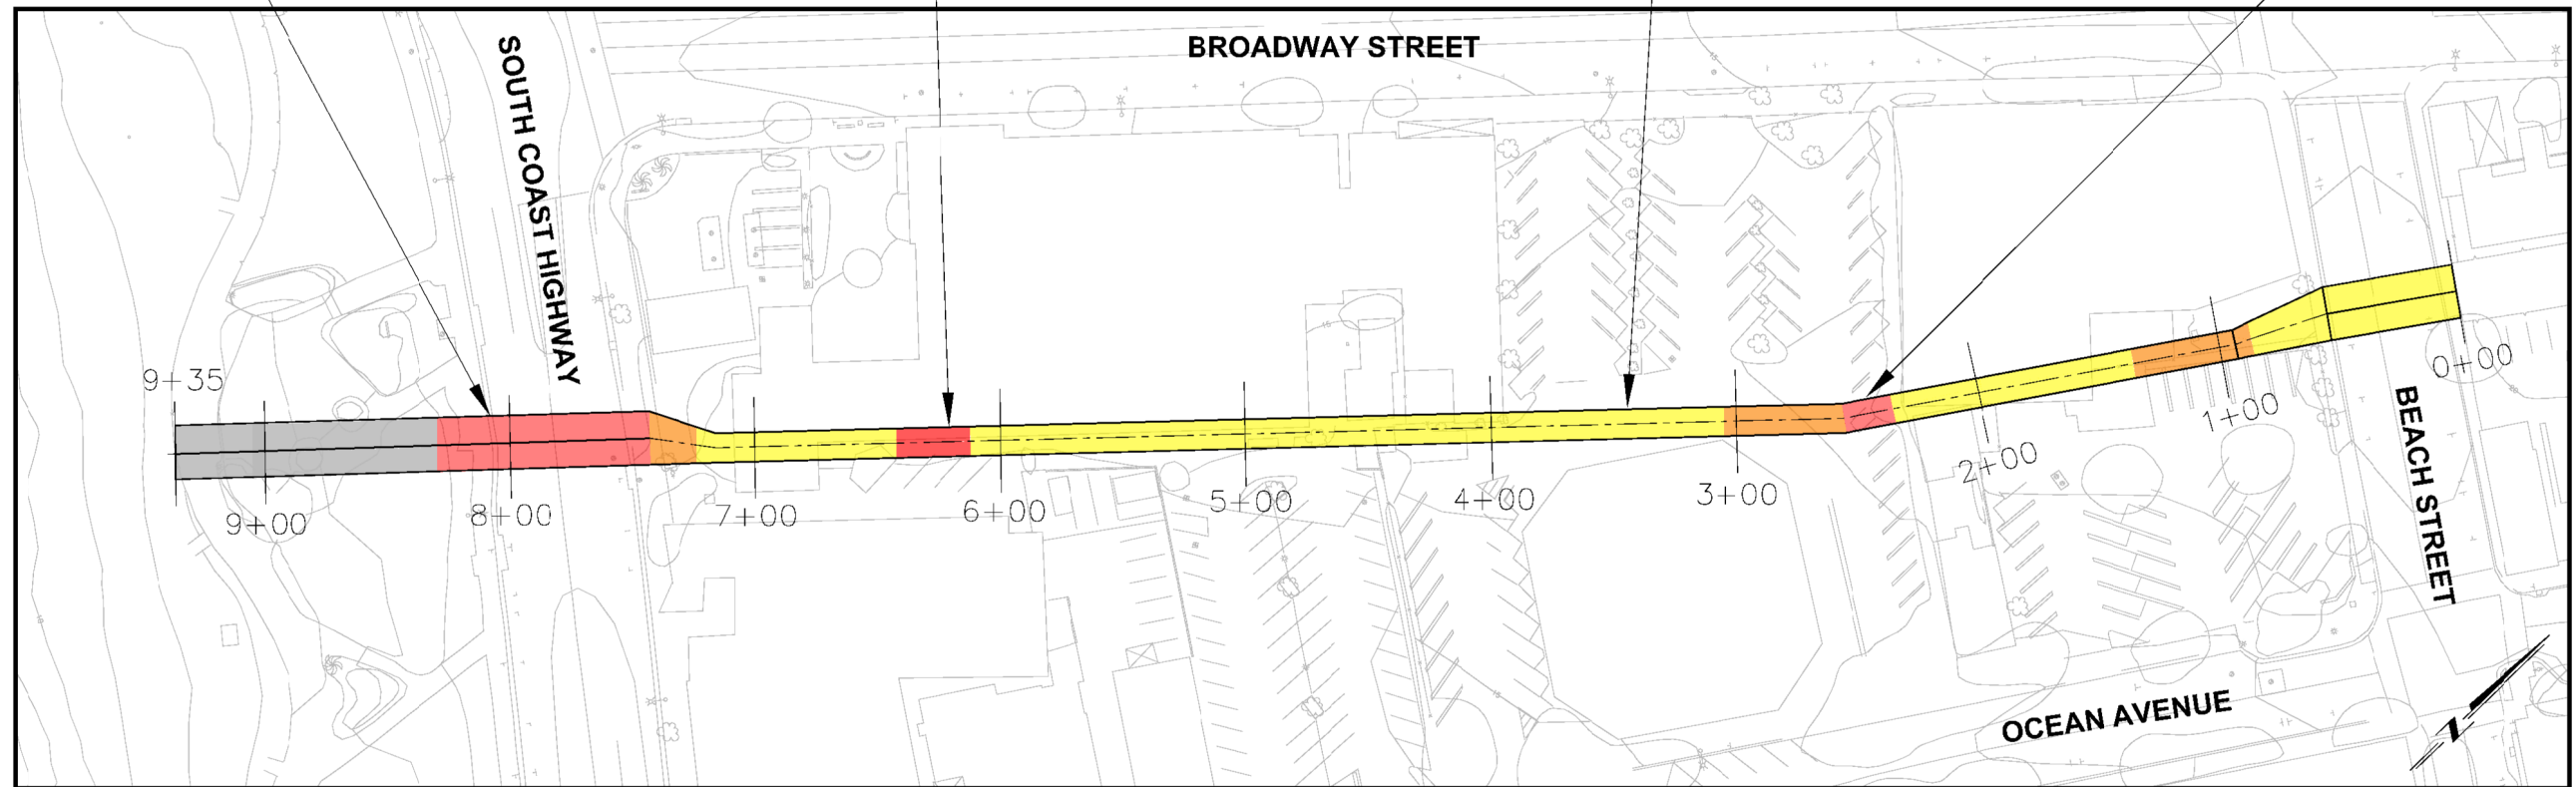 BROADWAY STREET
SOUTH COAST HIGHWAY
9+35
9+00
8+00
7+00
6+00
5+00
4+00
3+00
2+00
1+00
0+00
BEACH STREET
OCEAN AVENUE